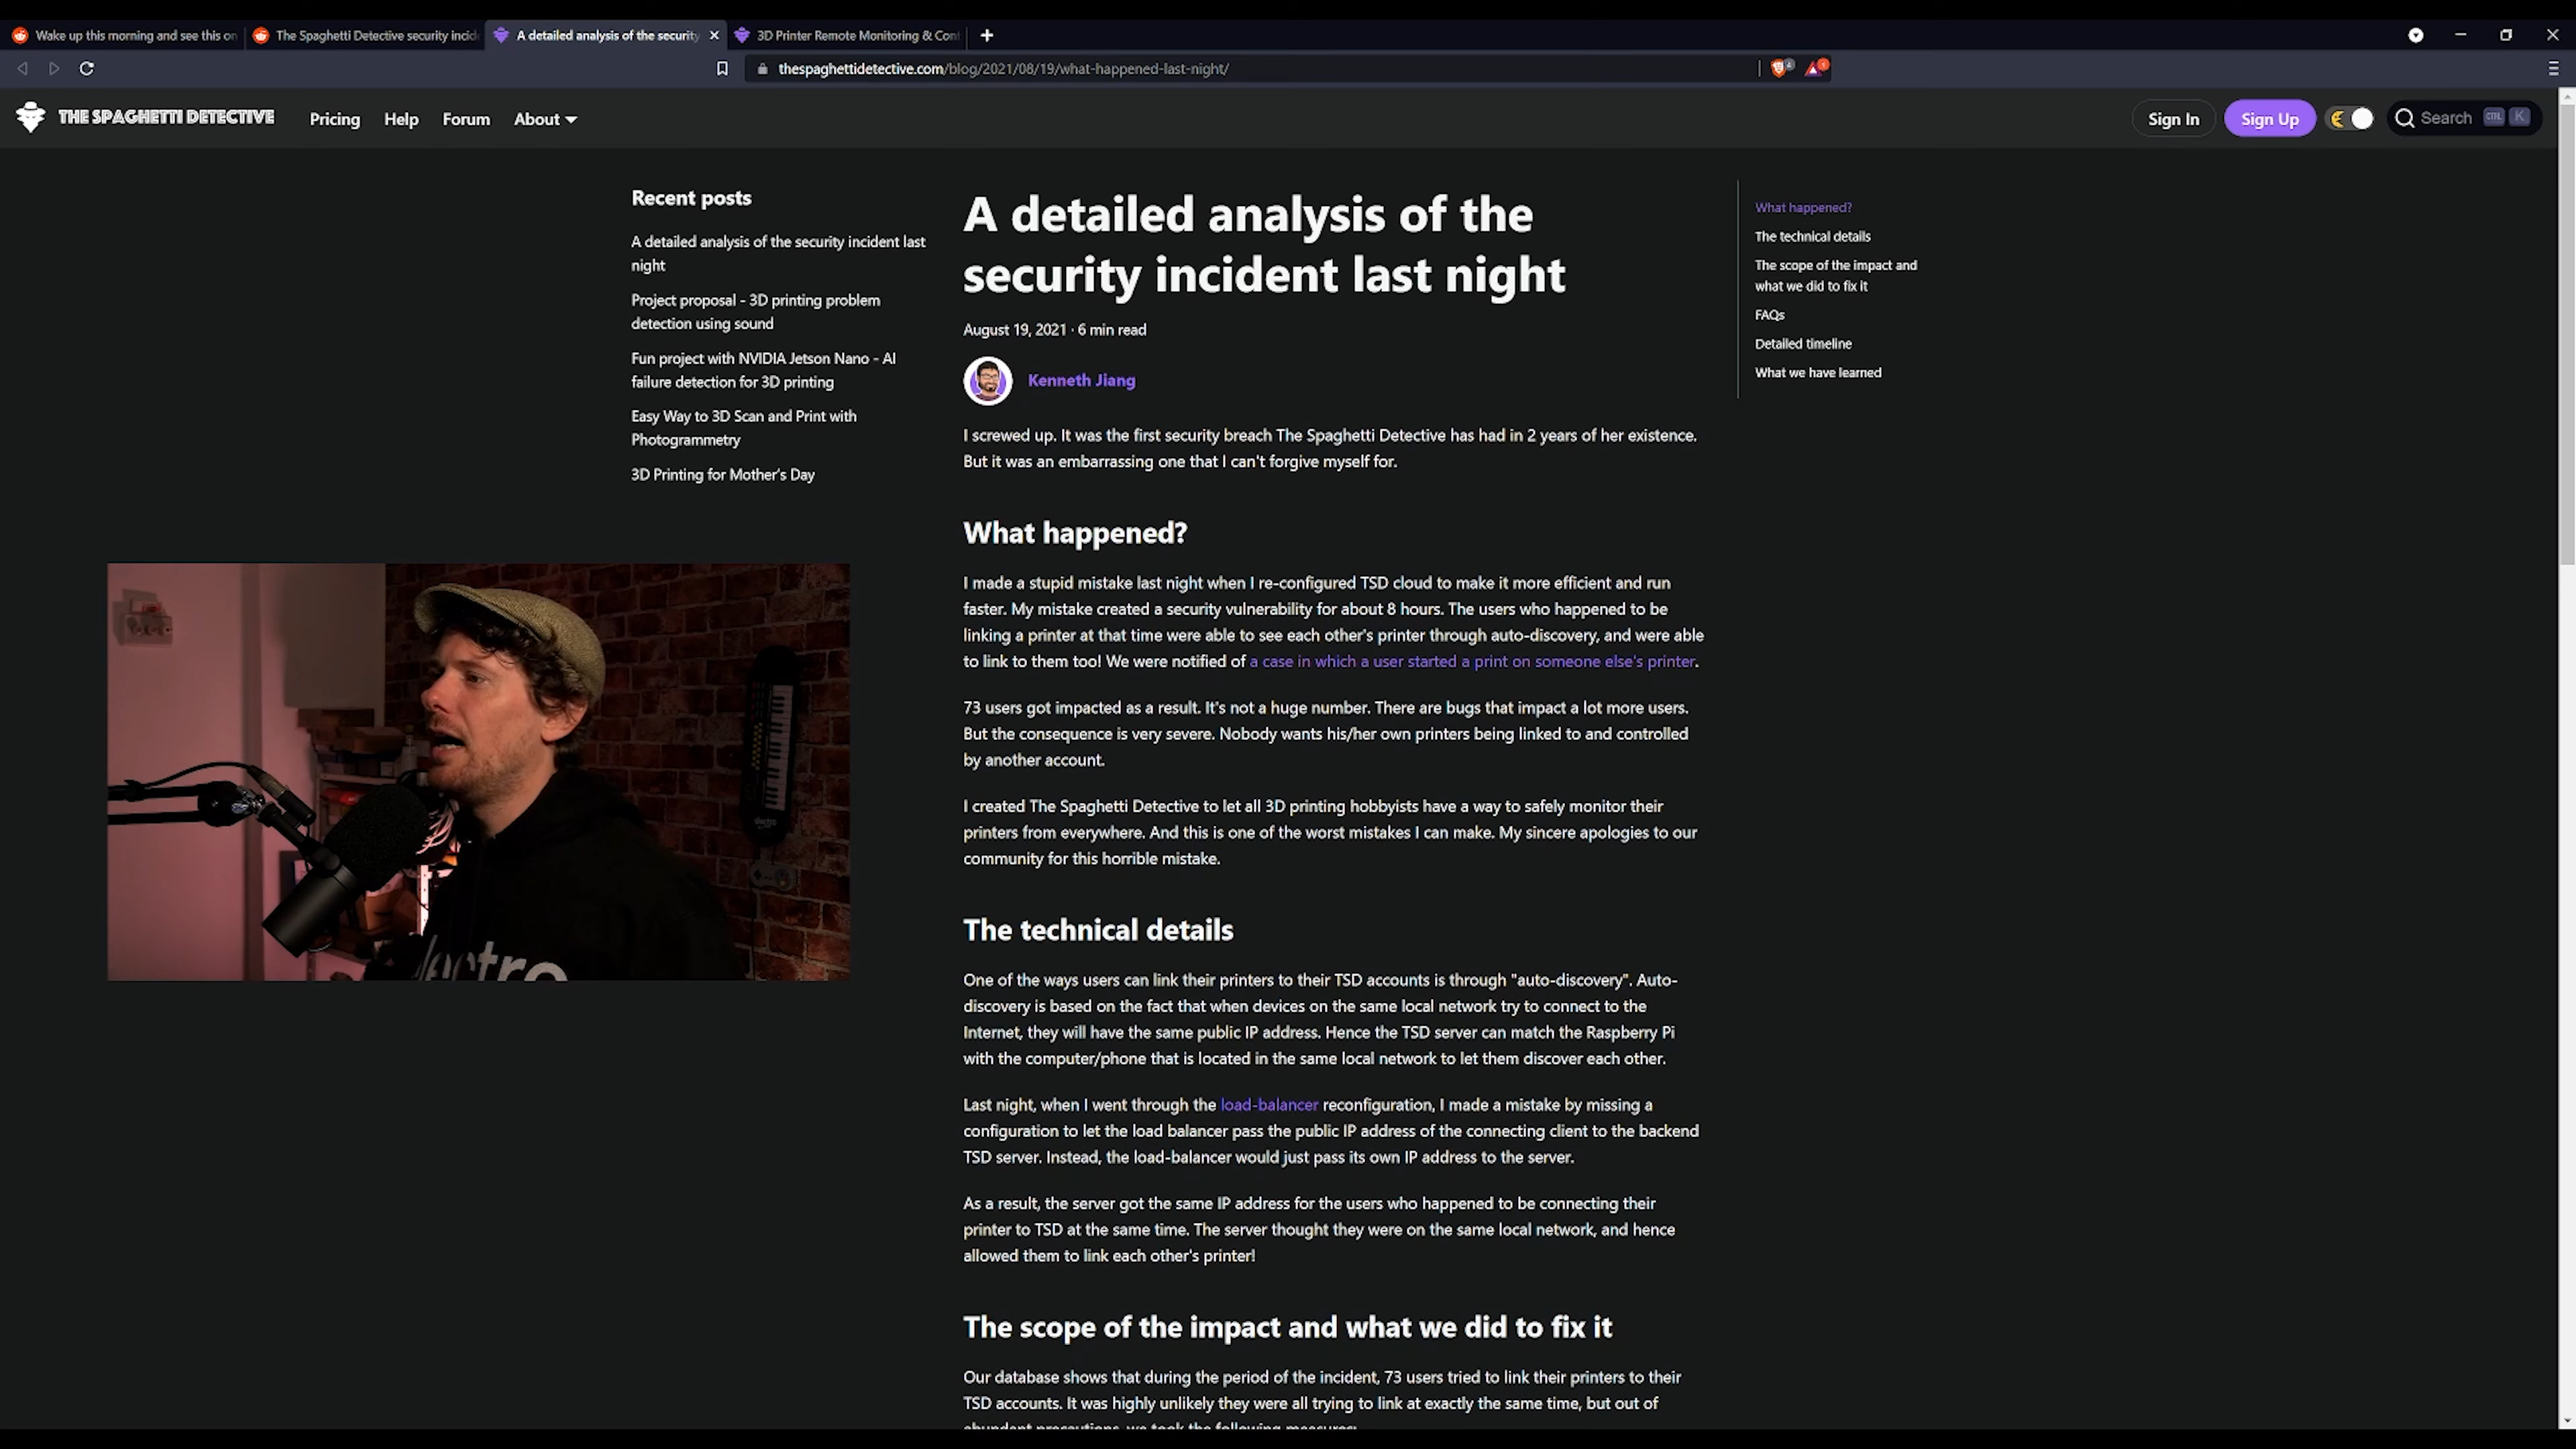 Wake up this morning and see this on
The Spaghetti Detective security incid
A detailed analysis of the security
3D Printer Remote Monitoring & Con
thespaghettidetective.com/blog/2021/08/19/what-happened-last-night/
THE SPAGHETTI DETECTIVE
Pricing
Help
Forum
About
Sign In
Sign Up
Search
CTRL
K
Recent posts
A detailed analysis of the security incident last
night
Project proposal - 3D printing problem
detection using sound
Fun project with NVIDIA Jetson Nano - AI
failure detection for 3D printing
Easy Way to 3D Scan and Print with
Photogrammetry
3D Printing for Mother's Day
A detailed analysis of the
security incident last night
August 19, 2021 · 6 min read
Kenneth Jiang
I screwed up. It was the first security breach The Spaghetti Detective has had in 2 years of her existence.
But it was an embarrassing one that I can't forgive myself for.
What happened?
I made a stupid mistake last night when I re-configured TSD cloud to make it more efficient and run
faster. My mistake created a security vulnerability for about 8 hours. The users who happened to be
linking a printer at that time were able to see each other's printer through auto-discovery, and were able
to link to them too! We were notified of a case in which a user started a print on someone else's printer.
73 users got impacted as a result. It's not a huge number. There are bugs that impact a lot more users.
But the consequence is very severe. Nobody wants his/her own printers being linked to and controlled
by another account.
I created The Spaghetti Detective to let all 3D printing hobbyists have a way to safely monitor their
printers from everywhere. And this is one of the worst mistakes I can make. My sincere apologies to our
community for this horrible mistake.
The technical details
One of the ways users can link their printers to their TSD accounts is through "auto-discovery". Auto-
discovery is based on the fact that when devices on the same local network try to connect to the
Internet, they will have the same public IP address. Hence the TSD server can match the Raspberry Pi
with the computer/phone that is located in the same local network to let them discover each other.
Last night, when I went through the load-balancer reconfiguration, I made a mistake by missing a
configuration to let the load balancer pass the public IP address of the connecting client to the backend
TSD server. Instead, the load-balancer would just pass its own IP address to the server.
As a result, the server got the same IP address for the users who happened to be connecting their
printer to TSD at the same time. The server thought they were on the same local network, and hence
allowed them to link each other's printer!
The scope of the impact and what we did to fix it
Our database shows that during the period of the incident, 73 users tried to link their printers to their
TSD accounts. It was highly unlikely they were all trying to link at exactly the same time, but out of
abundant precautions, we took the following measures:
What happened?
The technical details
The scope of the impact and
what we did to fix it
FAQs
Detailed timeline
What we have learned
electro